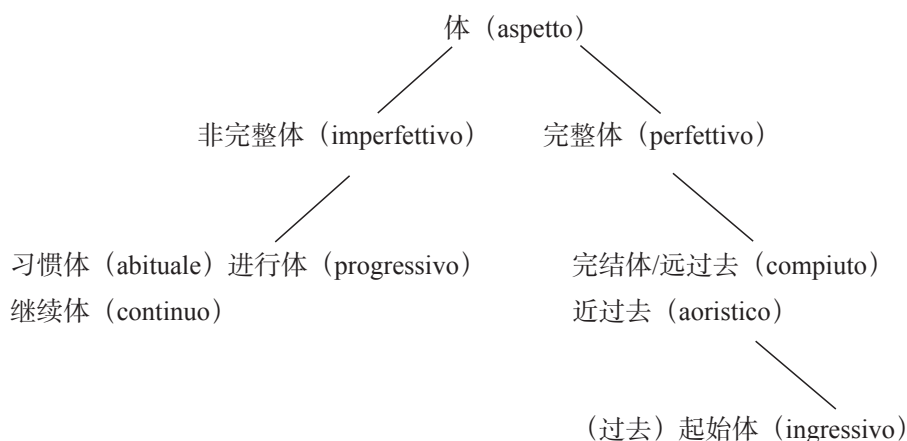 体（aspetto）
非完整体（imperfettivo） 完整体（perfettivo）
习惯体（abituale）进行体（progressivo） 完结体/远过去（compiuto）
继续体（continuo） 近过去（aoristico）
（过去）起始体（ingressivo）